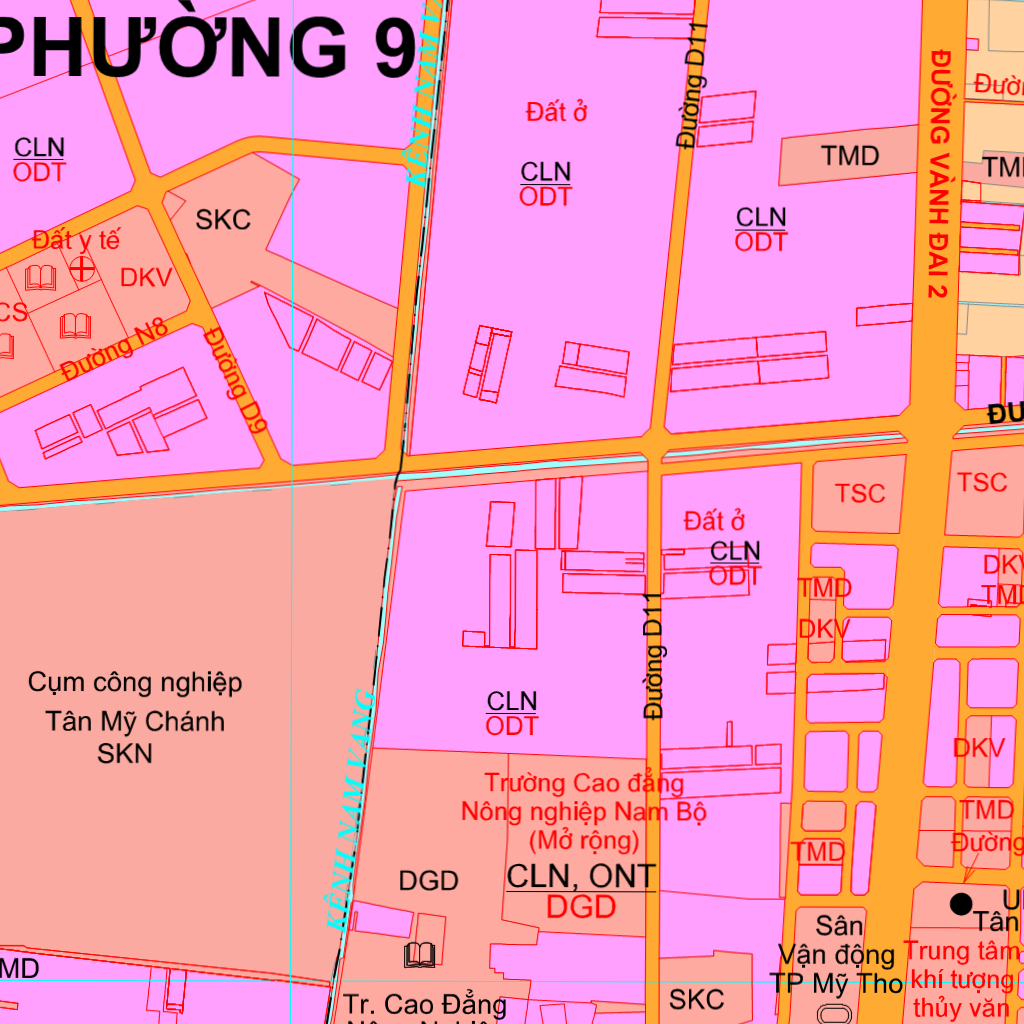 PHƯỜNG 9
KÊNH NAM V
Đường D11
ĐƯỜNG VÀNH ĐAI 2
Đất ở
CLN
ODT
CLN
ODT
TMD
CLN
ODT
SKC
Đất y tế
DKV
CS
Đường N8
Đường D9
TSC
TSC
Đất ở
CLN
ODT
TMD
DKV
Đường D11
Cụm công nghiệp
Tân Mỹ Chánh
SKN
KÊNH NAM VANG
CLN
ODT
DKV
Trường Cao đẳng
Nông nghiệp Nam Bộ
(Mở rộng)
TMD
Đường
TMD
DGD
CLN, ONT
DGD
Sân
Vận động
TP Mỹ Tho
Tân
Trung tâm
khí tượng
thủy văn
MD
SKC
Tr. Cao Đẳng